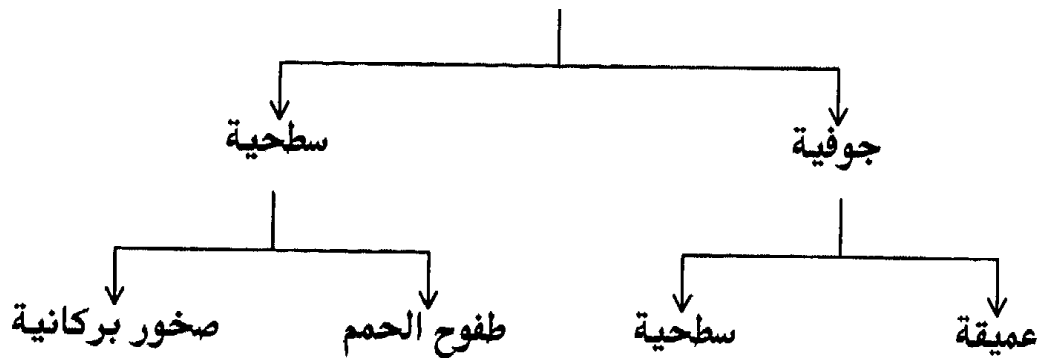 جوفية
سطحية
عميقة
سطحية
طفوح الحمم
صخور بركانية